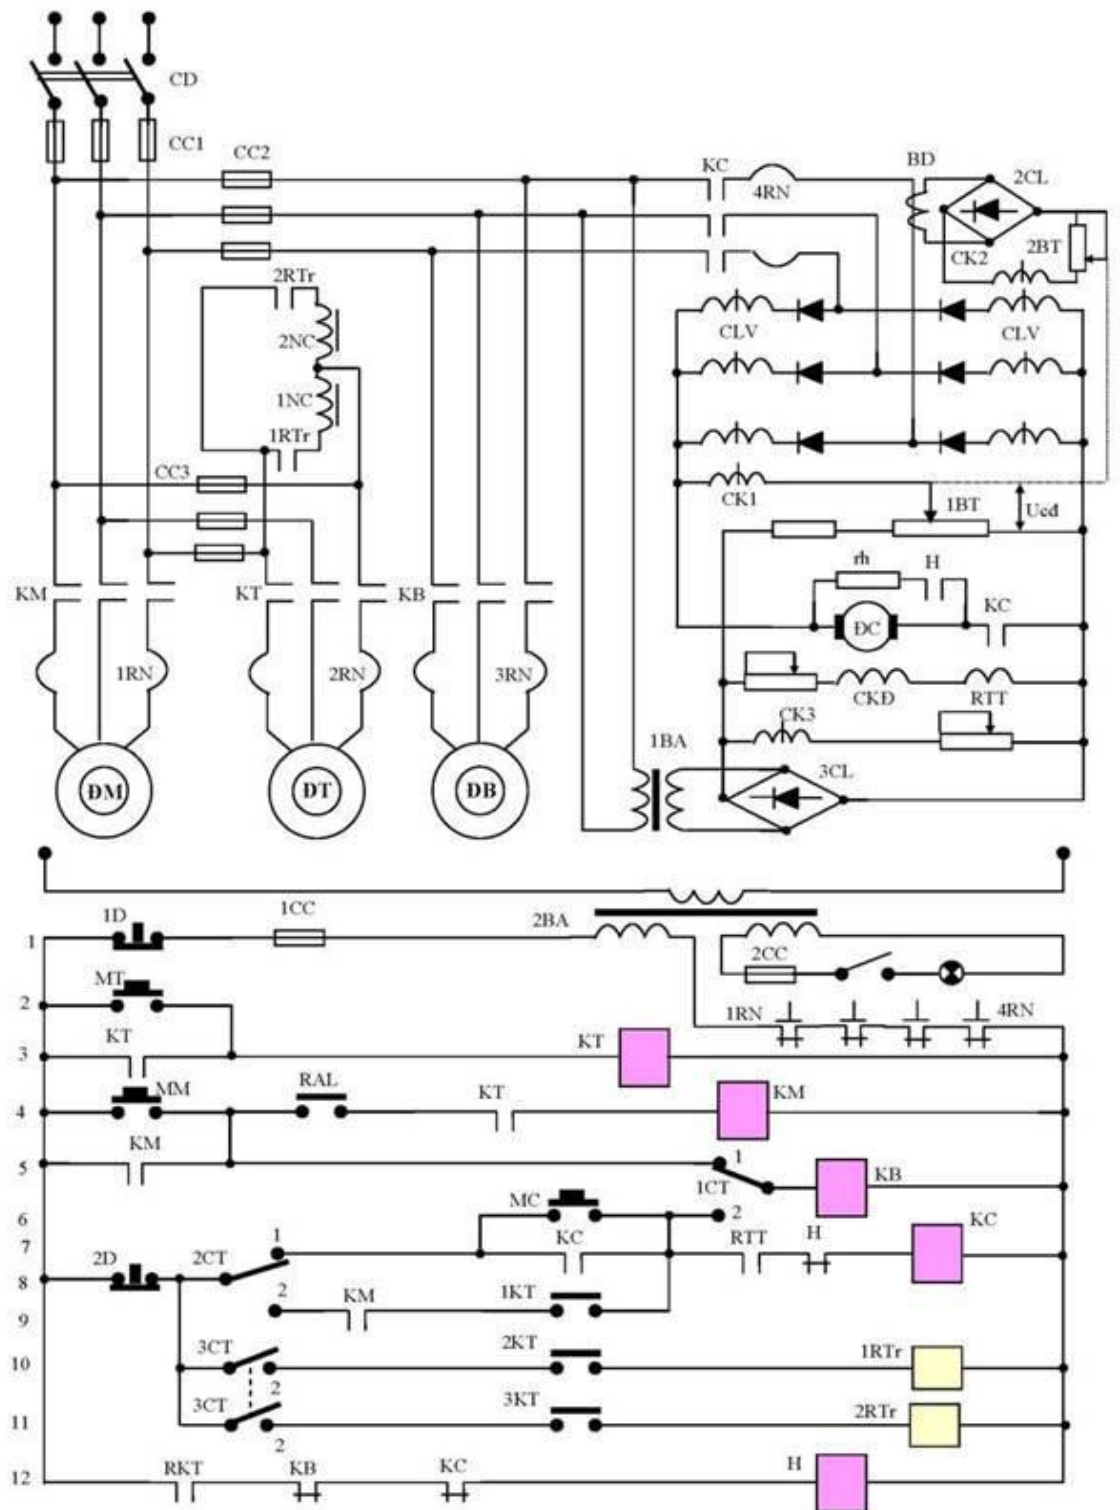 CD
CC1
CC2
KC
4RN
BD
2CL
2BT
CK2
2RTr
2NC
1NC
1RTr
CLV
CLV
CC3
CK1
1BT
Ucđ
rh
H
KC
ĐC
KM
1RN
KT
2RN
KB
3RN
CKĐ
RTT
CK3
1BA
3CL
ĐM
ĐT
ĐB
1
1D
1CC
2BA
2CC
2
MT
1RN
4RN
3
KT
KT
4
MM
RAL
KT
KM
5
KM
1
1CT
KB
6
MC
2
7
1
KC
RTT
H
KC
8
2D
2CT
9
2
KM
1KT
10
3CT
2
2KT
1RTr
11
3CT
2
3KT
2RTr
12
RKT
KB
KC
H